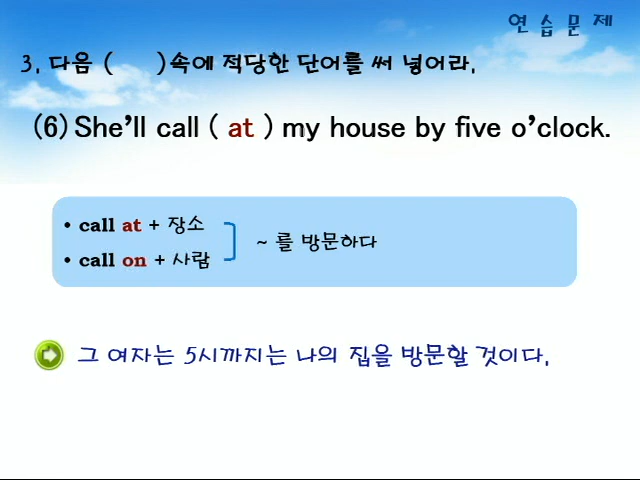 연습문제
3. 다음 (    )속에 적당한 단어를 써 넣어라.
(6) She’ll call ( at ) my house by five o’clock.
• call at + 장소
• call on + 사람
~ 를 방문하다
그 여자는 5시까지는 나의 집을 방문할 것이다.